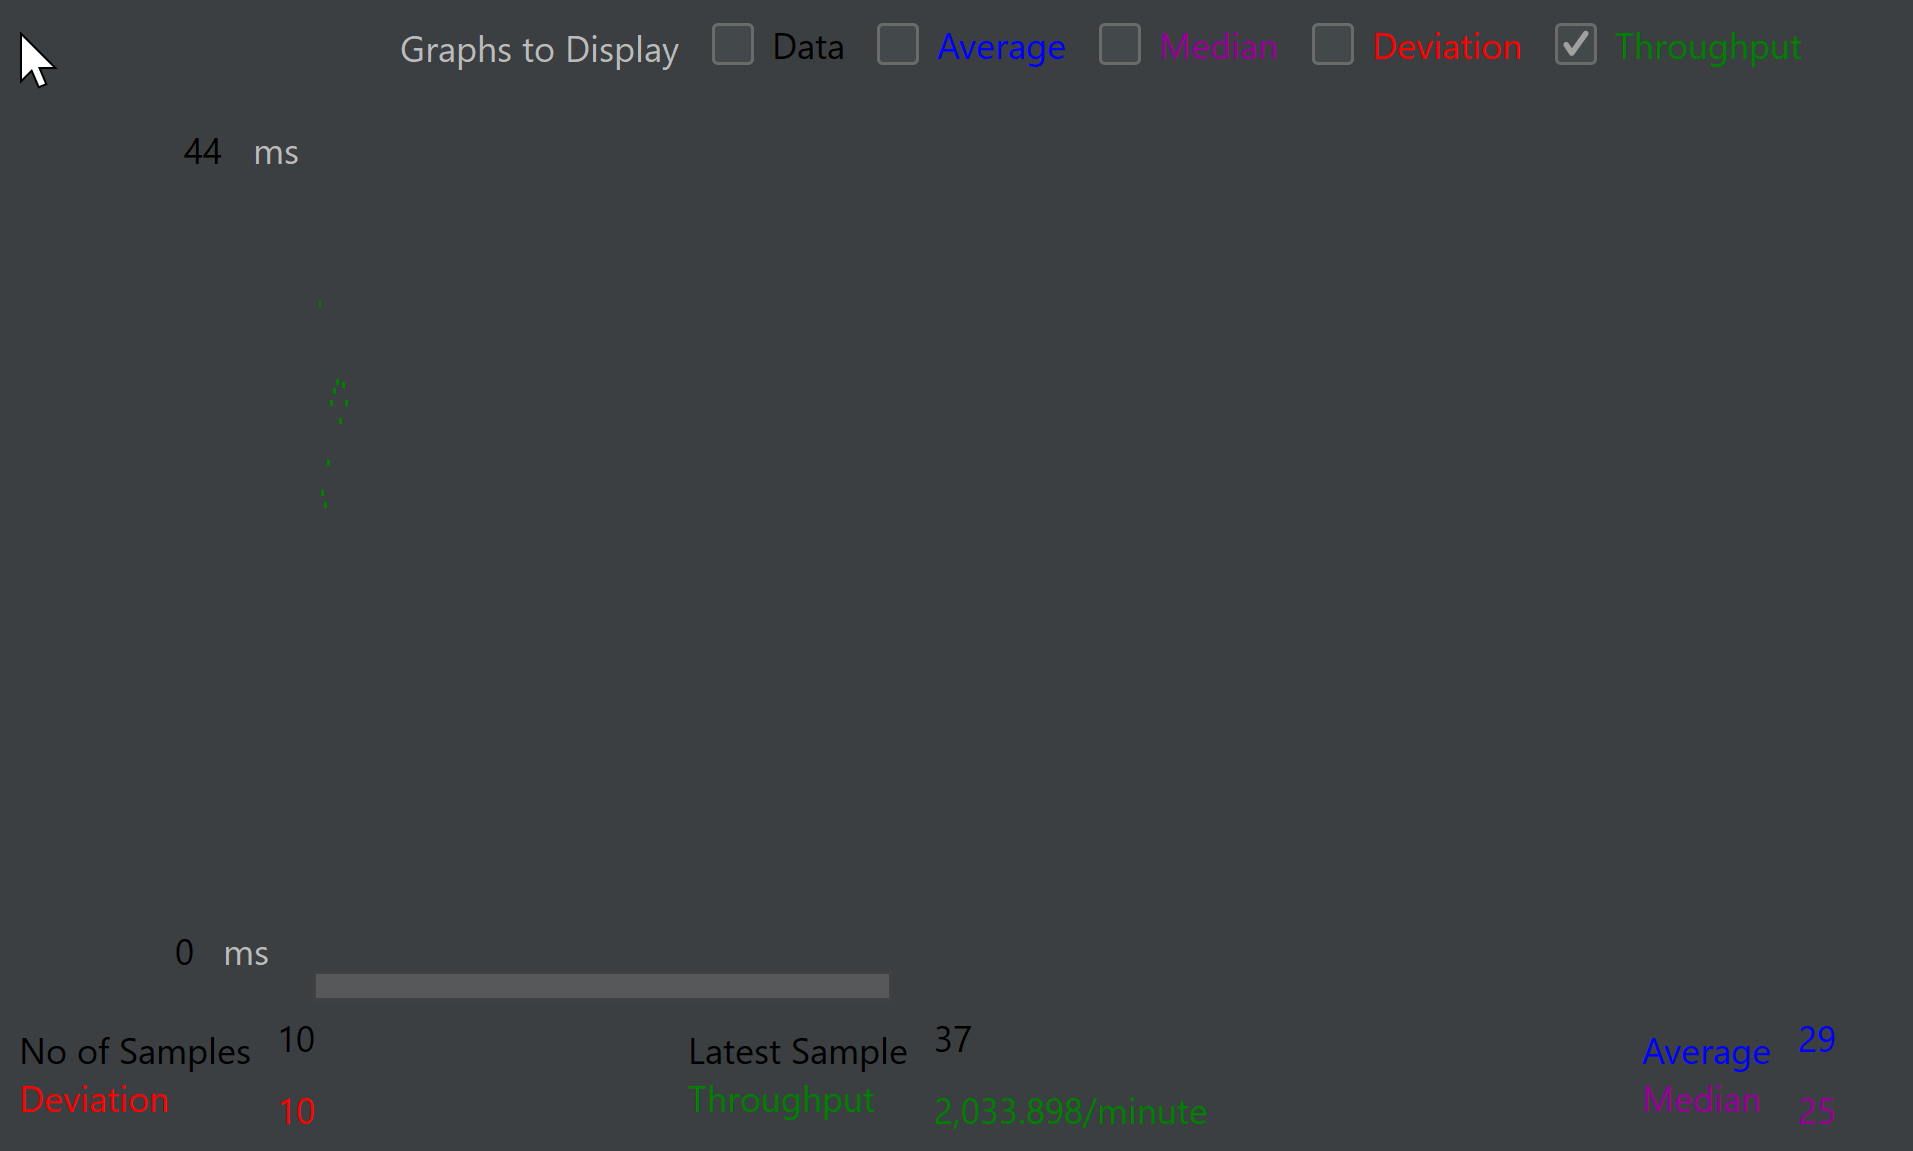 Graphs to Display Data Average Median Deviation Throughput
44 ms
0 ms
No of Samples 10 Latest Sample 37 Average 29
Deviation 10 Throughput 2,033.898/minute Median 25